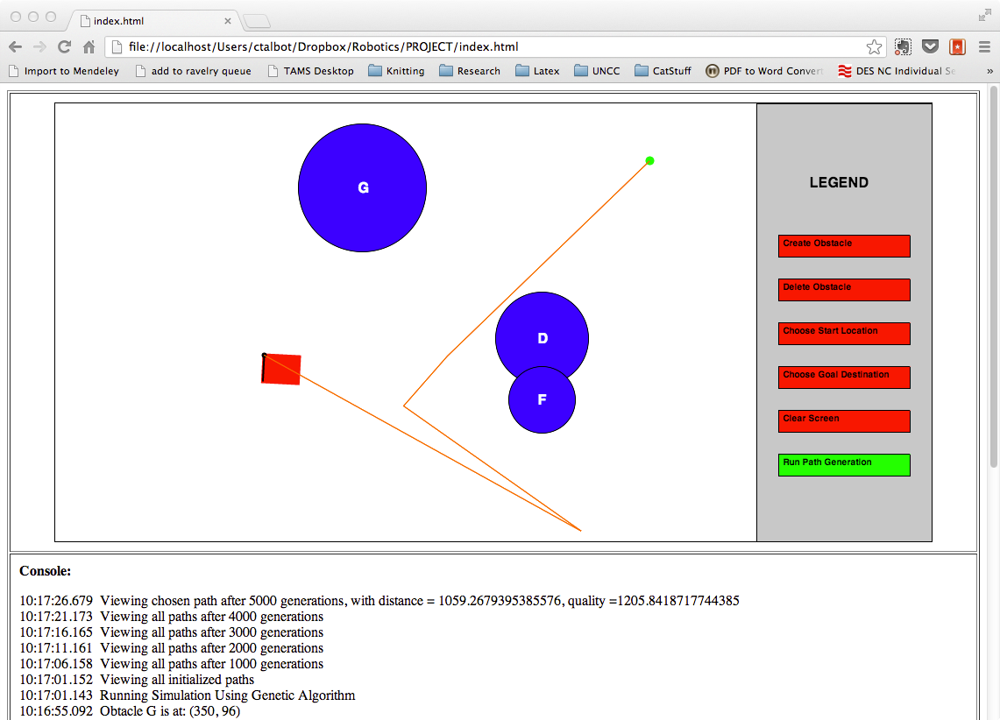 index.html
file://localhost/Users/ctalbot/Dropbox/Robotics/PROJECT/index.html
Import to Mendeley add to ravelry queue TAMS Desktop Knitting Research Latex UNCC CatStuff PDF to Word Convert DES NC Individual Se »
G
LEGEND
Create Obstacle
Delete Obstacle
D
Choose Start Location
Choose Goal Destination
F
Clear Screen
Run Path Generation
Console:
10:17:26.679 Viewing chosen path after 5000 generations, with distance = 1059.2679395385576, quality =1205.8418717744385
10:17:21.173 Viewing all paths after 4000 generations
10:17:16.165 Viewing all paths after 3000 generations
10:17:11.161 Viewing all paths after 2000 generations
10:17:06.158 Viewing all paths after 1000 generations
10:17:01.152 Viewing all initialized paths
10:17:01.143 Running Simulation Using Genetic Algorithm
10:16:55.092 Obtacle G is at: (350, 96)